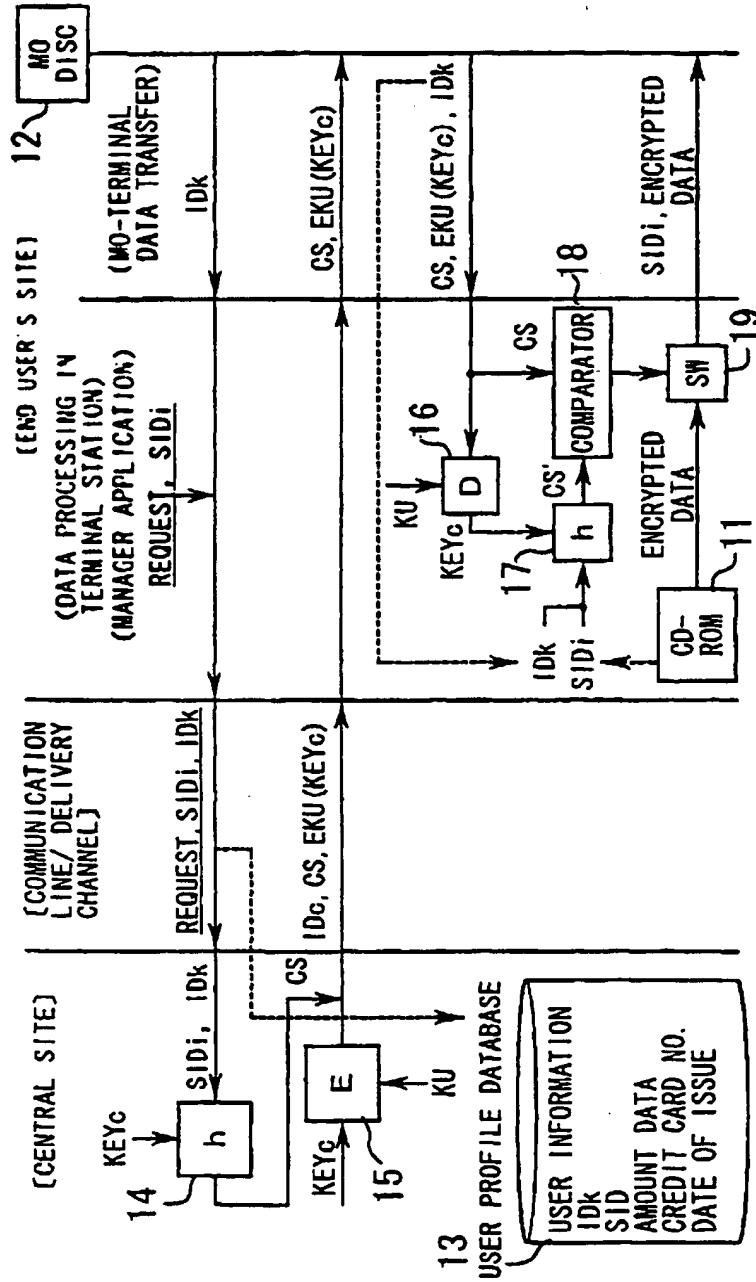 [CENTRAL SITE]
[COMMUNICATION
LINE/ DELIVERY
CHANNEL]
[END USER'S SITE]
(DATA PROCESSING IN
TERMINAL STATION)
(MANAGER APPLICATION)
(MO-TERMINAL
DATA TRANSFER)
12
MO
DISC
KEYc
SIDi, IDk
h
14
REQUEST, SIDi, IDk
REQUEST, SIDi
IDk
CS
KEYc
E
15
KU
IDc, CS, EKU(KEYc)
CS, EKU(KEYc)
CS, EKU(KEYc), IDk
KU
D
16
KEYc
CS
IDk
SIDi
h
17
CS'
COMPARATOR
18
CD-
ROM
11
ENCRYPTED
DATA
SW
19
SIDi, ENCRYPTED
DATA
13
USER PROFILE DATABASE
USER INFORMATION
IDk
SID
AMOUNT DATA
CREDIT CARD NO.
DATE OF ISSUE